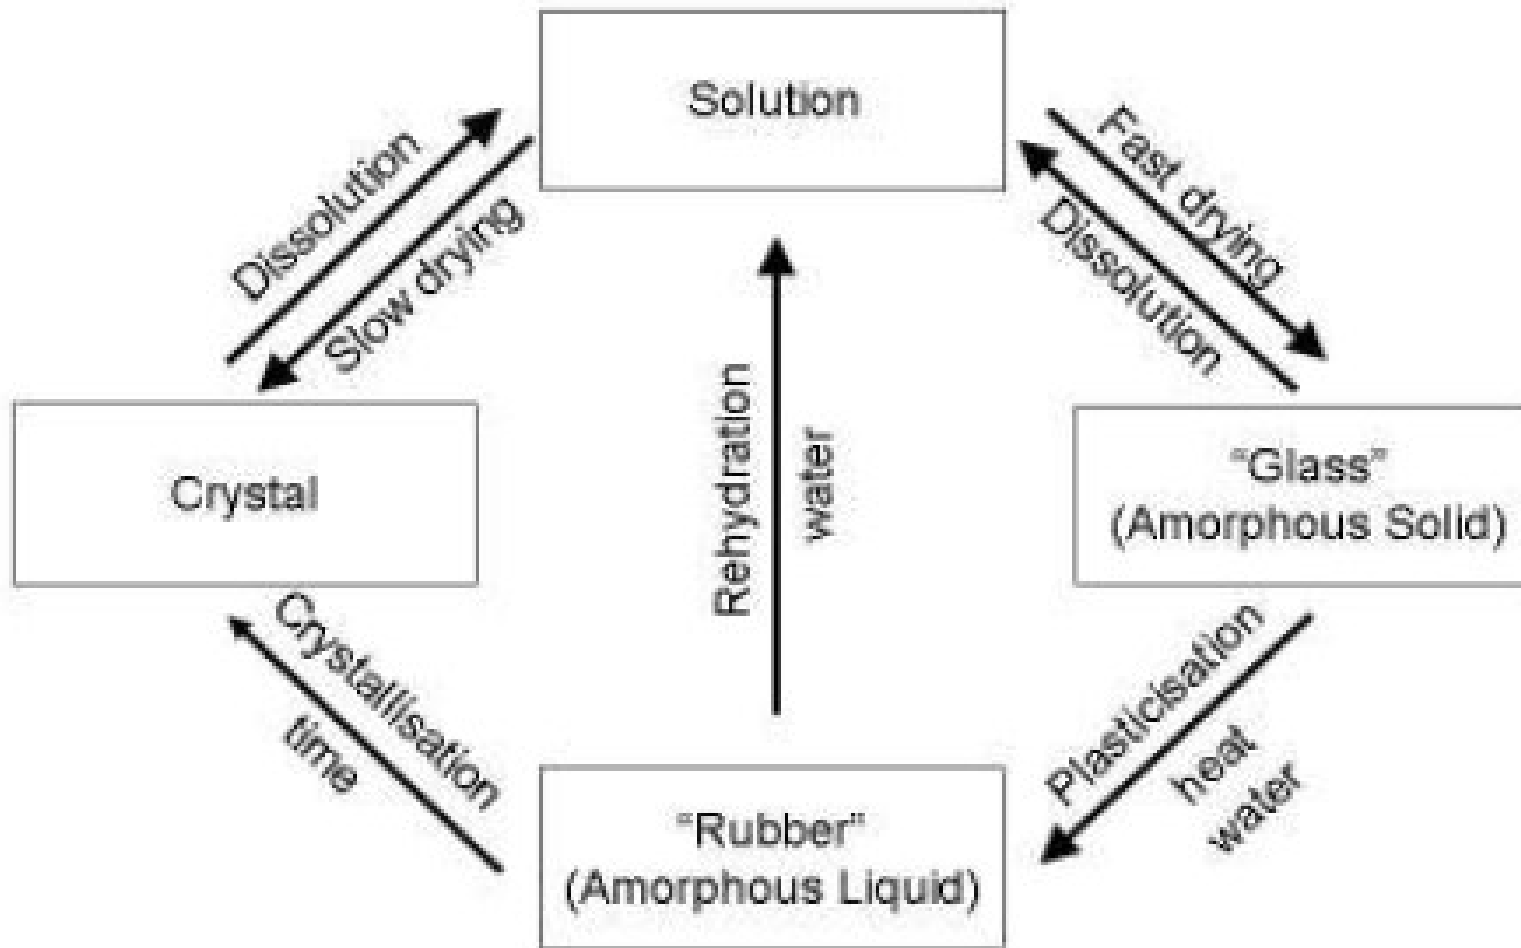 Solution
Dissolution
Slow drying
Fast drying
Dissolution
Crystal
Rehydration
water
"Glass"
(Amorphous Solid)
Crystallisation
time
Plasticisation
heat
water
"Rubber"
(Amorphous Liquid)